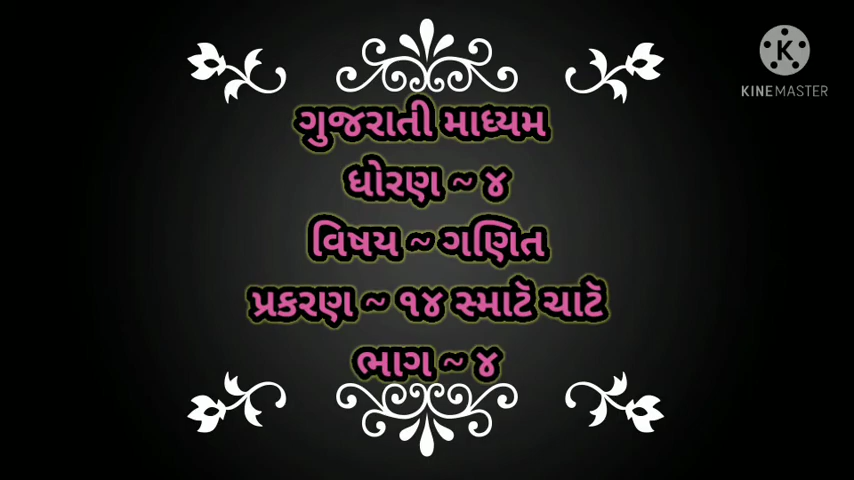 ગુજરાતી માધ્યમ
ધોરણ ~ ૪
વિષય ~ ગણિત
પ્રકરણ ~ ૧૪ સ્માટૅ ચાટૅ
ભાગ ~ ૪
K
KINEMASTER